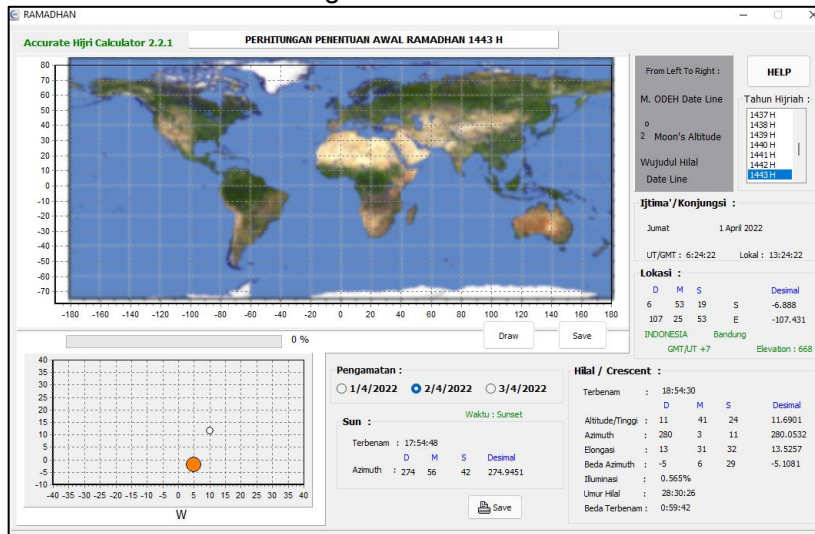 RAMADHAN
Accurate Hijri Calculator 2.2.1
PERHITUNGAN PENENTUAN AWAL RAMADHAN 1443 H
80
70
60
50
40
30
20
10
0
-10
-20
-30
-40
-50
-60
-70
-180 -160 -140 -120 -100 -80 -60 -40 -20 0 20 40 60 80 100 120 140 160 180
From Left To Right :
M. ODEH Date Line
o
2 Moon's Altitude
Wujudul Hilal
Date Line
HELP
Tahun Hijriah :
1437 H
1438 H
1439 H
1440 H
1441 H
1442 H
1443 H
Ijtima'/Konjungsi :
Jumat 1 April 2022
UT/GMT : 6:24:22 Lokal : 13:24:22
Lokasi :
D M S Desimal
6 53 19 S -6.888
107 25 53 E -107.431
INDONESIA Bandung
GMT/UT +7 Elevation : 668
0 %
Draw
Save
40
35
30
25
20
15
10
5
0
-5
-10
-40 -35 -30 -25 -20 -15 -10 -5 0 5 10 15 20 25 30 35 40
W
Pengamatan :
1/4/2022 2/4/2022 3/4/2022
Waktu : Sunset
Sun :
Terbenam : 17:54:48
D M S Desimal
Azimuth : 274 56 42 274.9451
Save
Hilal / Crescent :
Terbenam : 18:54:30
D M S Desimal
Altitude/Tinggi : 11 41 24 11.6901
Azimuth : 280 3 11 280.0532
Elongasi : 13 31 32 13.5257
Beda Azimuth : -5 6 29 -5.1081
Illuminasi : 0.565%
Umur Hilal : 28:30:26
Beda Terbenam : 0:59:42